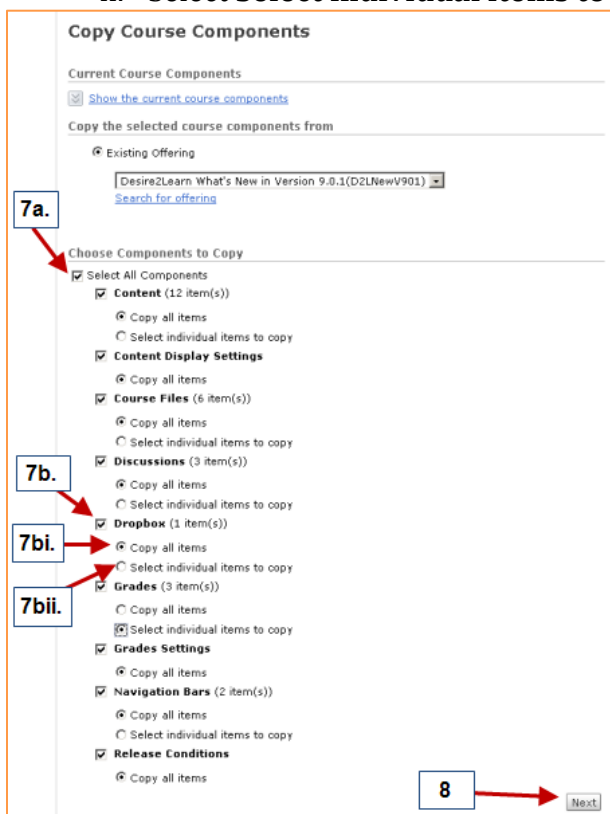 Copy Course Components
Current Course Components
Show the current course components
Copy the selected course components from
Existing Offering
Desire2Learn What's New in Version 9.0.1(D2LNewV901)
Search for offering
7a.
Choose Components to Copy
Select All Components
Content (12 item(s))
Copy all items
Select individual items to copy
Content Display Settings
Copy all items
Course Files (6 item(s))
Copy all items
Select individual items to copy
Discussions (3 item(s))
7b.
Copy all items
Select individual items to copy
Dropbox (1 item(s))
7bi.
Copy all items
Select individual items to copy
7bii.
Grades (3 item(s))
Copy all items
Select individual items to copy
Grades Settings
Copy all items
Navigation Bars (2 item(s))
Copy all items
Select individual items to copy
Release Conditions
Copy all items
8
Next